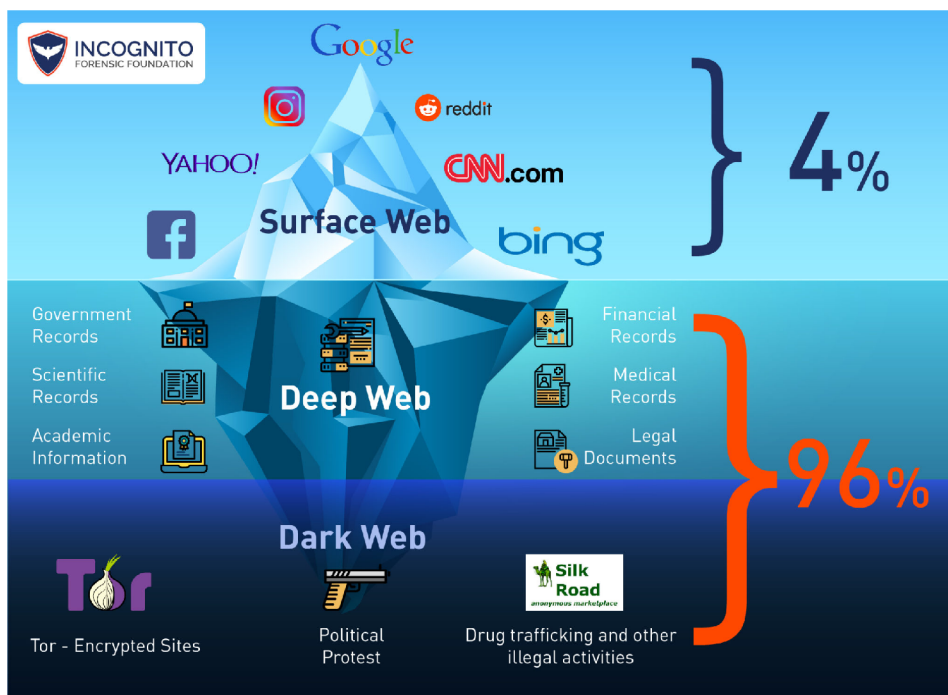 INCOGNITO
FORENSIC FOUNDATION
Google
reddit
YAHOO!
CNN.com
Surface Web
bing
4%
Government
Records
Scientific
Records
Academic
Information
Deep Web
Financial
Records
Medical
Records
Legal
Documents
96%
Dark Web
Tor
Tor - Encrypted Sites
Political
Protest
Silk
Road
anonymous marketplace
Drug trafficking and other
illegal activities